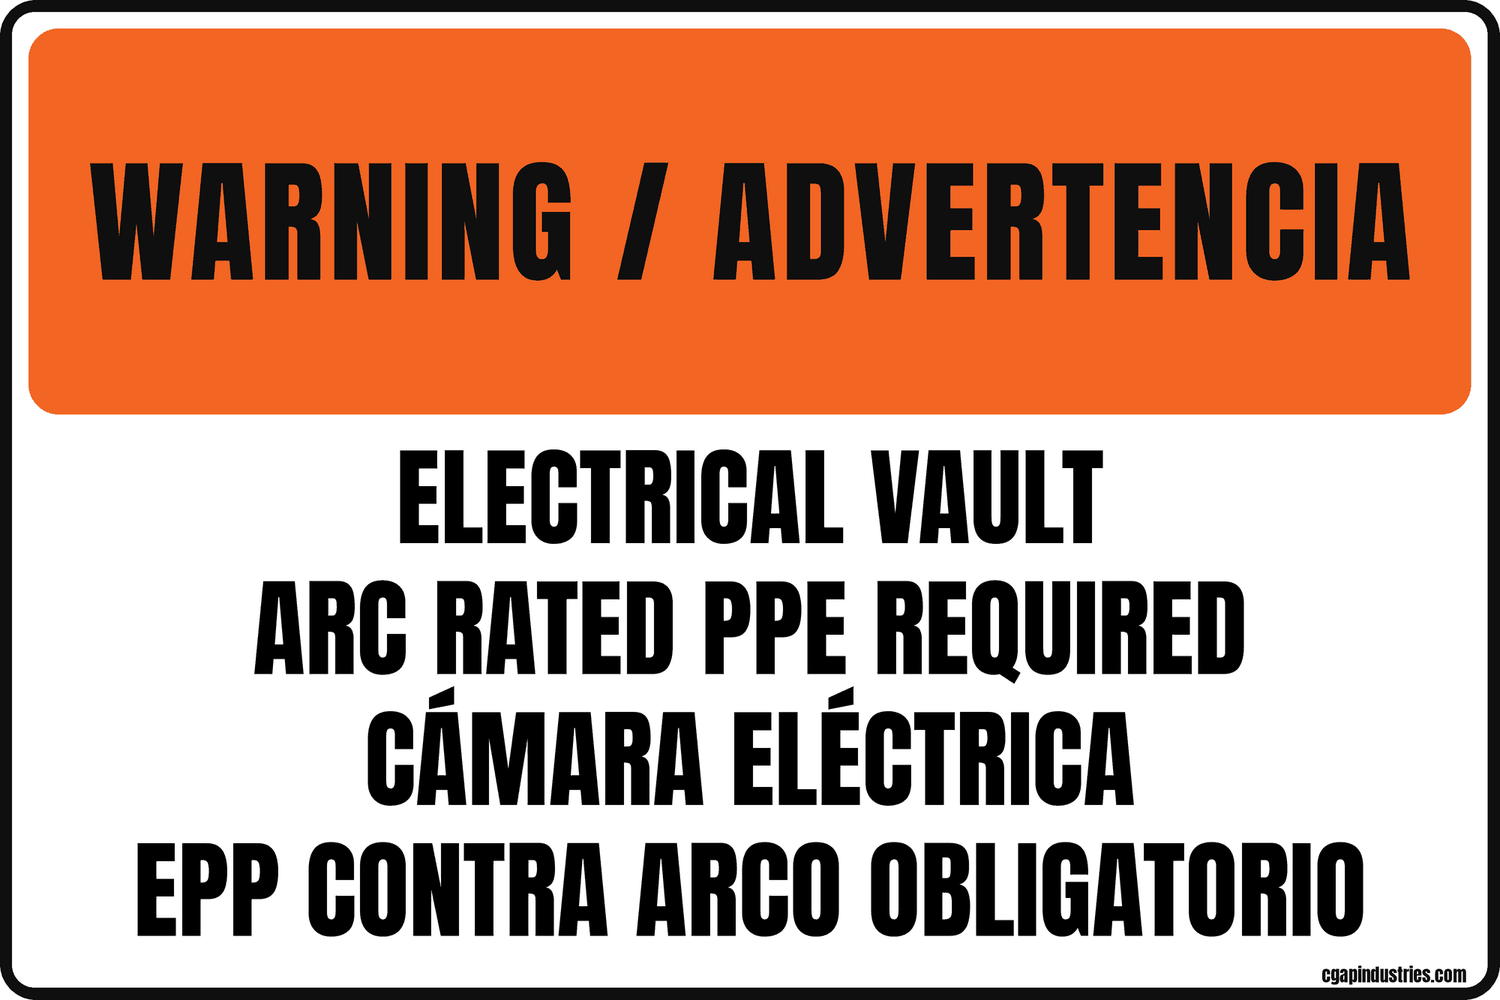 WARNING / ADVERTENCIA
ELECTRICAL VAULT
ARC RATED PPE REQUIRED
CÁMARA ELÉCTRICA
EPP CONTRA ARCO OBLIGATORIO
cgapindustries.com